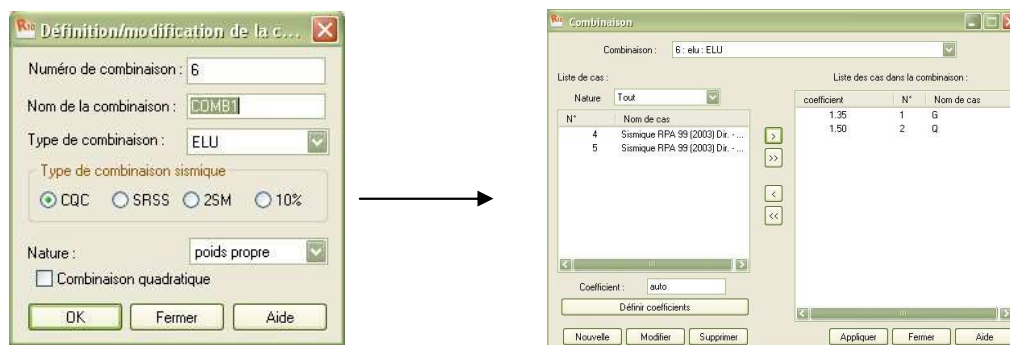 R10 Définition/modification de la c...
Numéro de combinaison : 6
Nom de la combinaison : COMB1
Type de combinaison : ELU
Type de combinaison sismique
CQC SRSS 2SM 10%
Nature : poids propre
Combinaison quadratique
OK Fermer Aide
R10 Combinaison
Combinaison : 6 : elu : ELU
Liste de cas :
Nature Tout
N° Nom de cas
4 Sismique RPA 99 (2003) Dir. - ...
5 Sismique RPA 99 (2003) Dir. - ...
>
>>
<
<<
Coefficient : auto
Définir coefficients
Nouvelle Modifier Supprimer
Liste des cas dans la combinaison :
coefficient N° Nom de cas
1.35 1 G
1.50 2 Q
Appliquer Fermer Aide